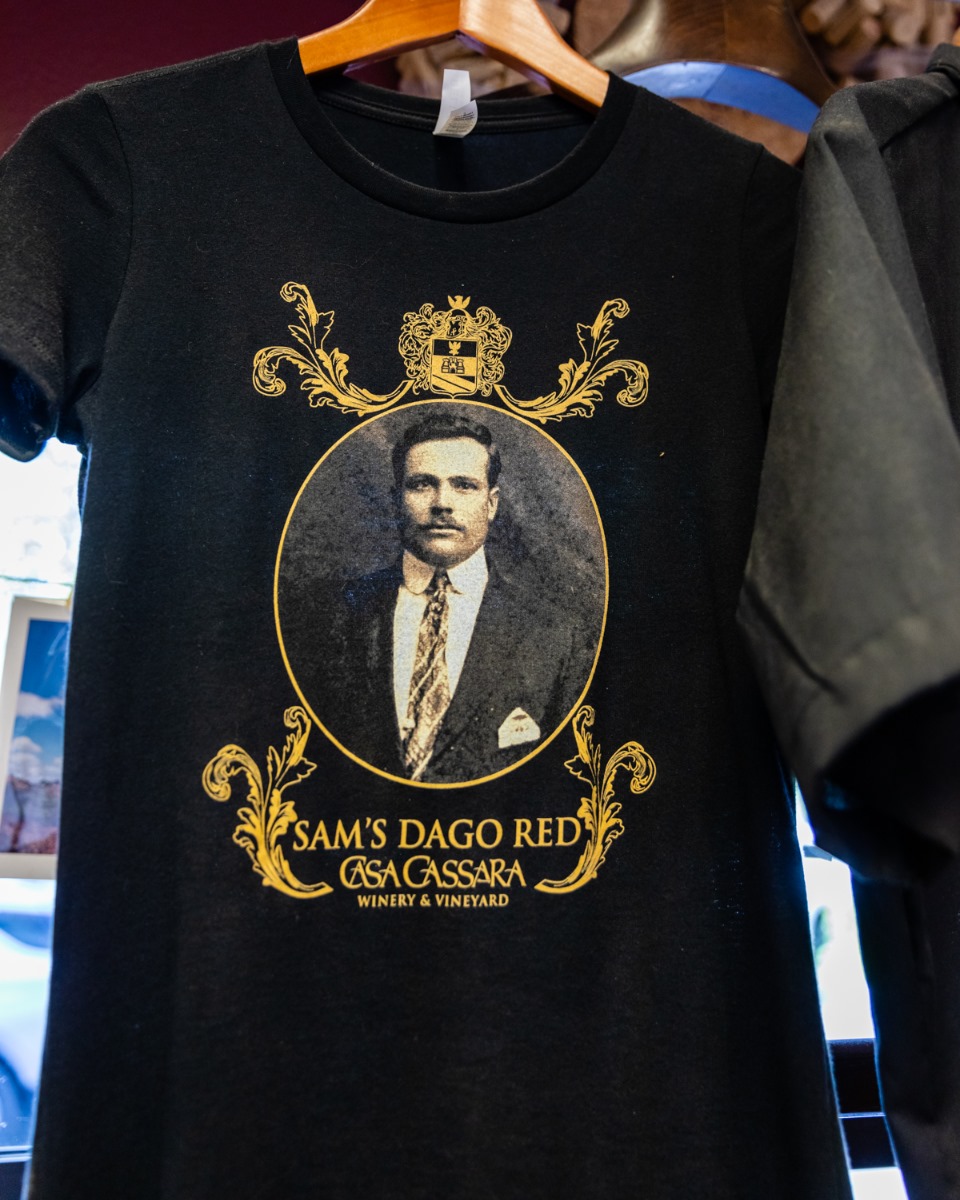 SAM'S DAGO RED
CASA CASSARA
WINERY & VINEYARD